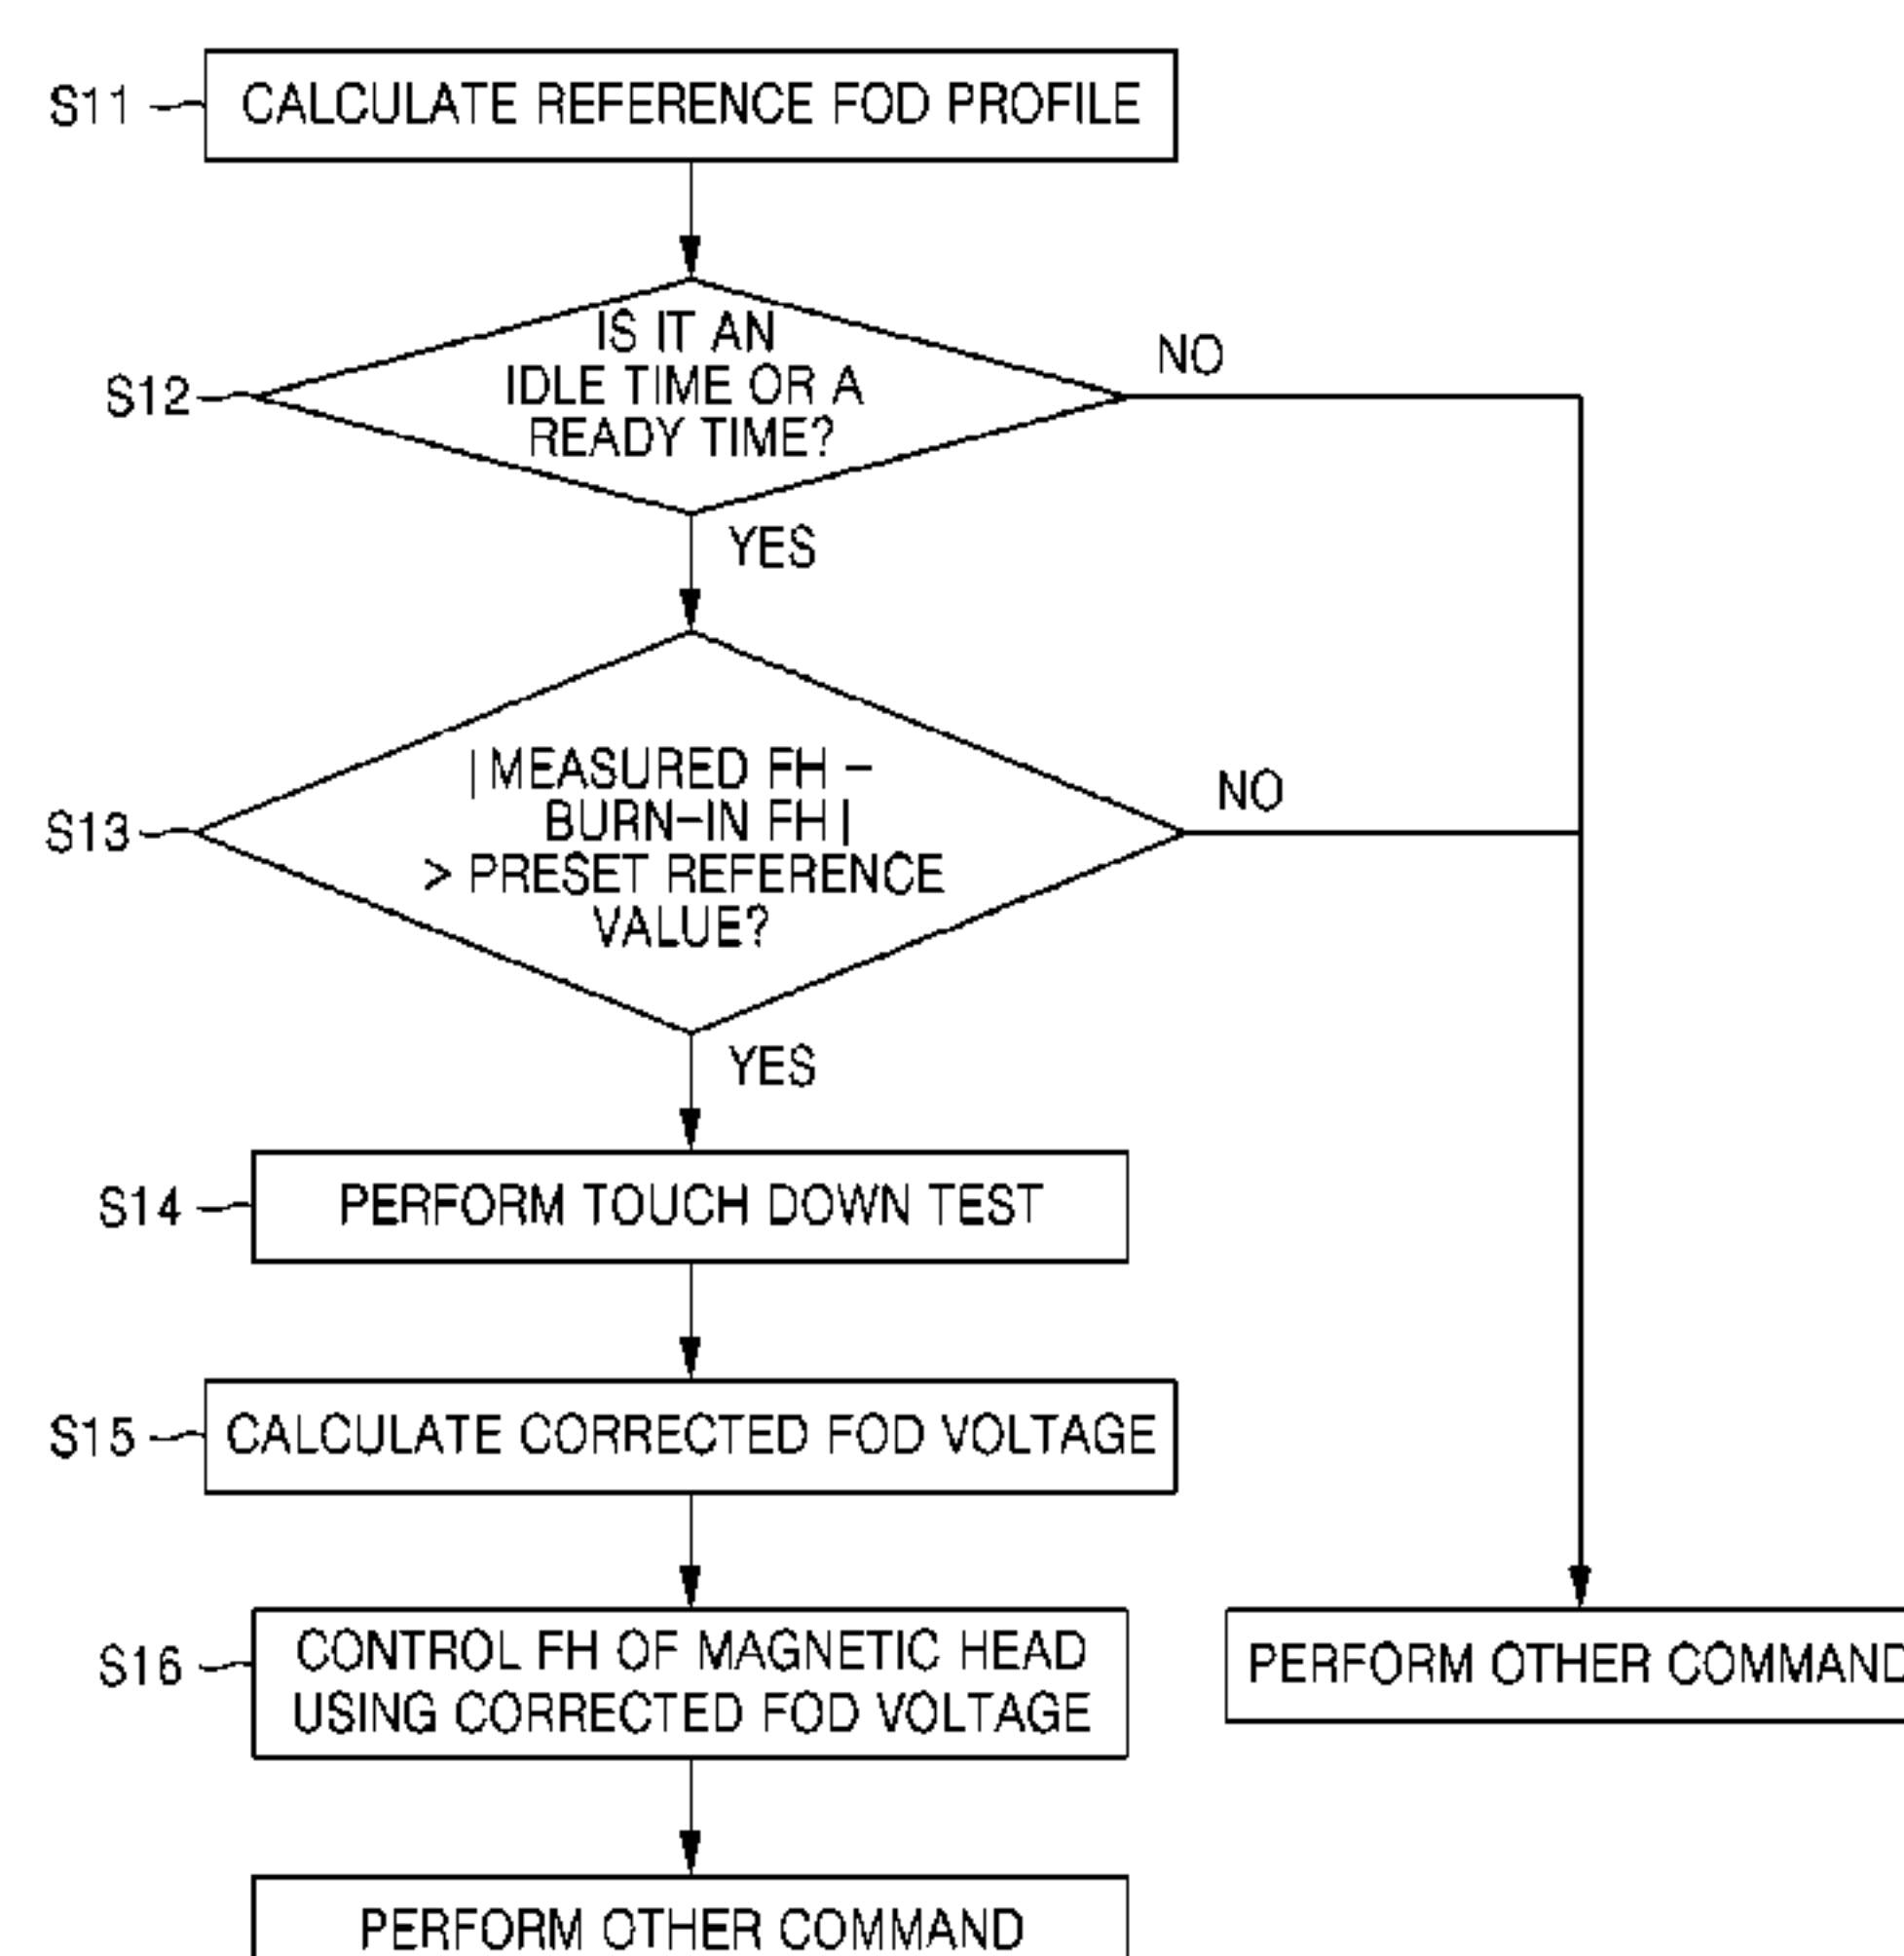 S11
CALCULATE REFERENCE FOD PROFILE
S12
IS IT AN
IDLE TIME OR A
READY TIME?
NO
YES
S13
|MEASURED FH –
BURN–IN FH|
> PRESET REFERENCE
VALUE?
NO
YES
S14
PERFORM TOUCH DOWN TEST
S15
CALCULATE CORRECTED FOD VOLTAGE
S16
CONTROL FH OF MAGNETIC HEAD
USING CORRECTED FOD VOLTAGE
PERFORM OTHER COMMAND
PERFORM OTHER COMMAND